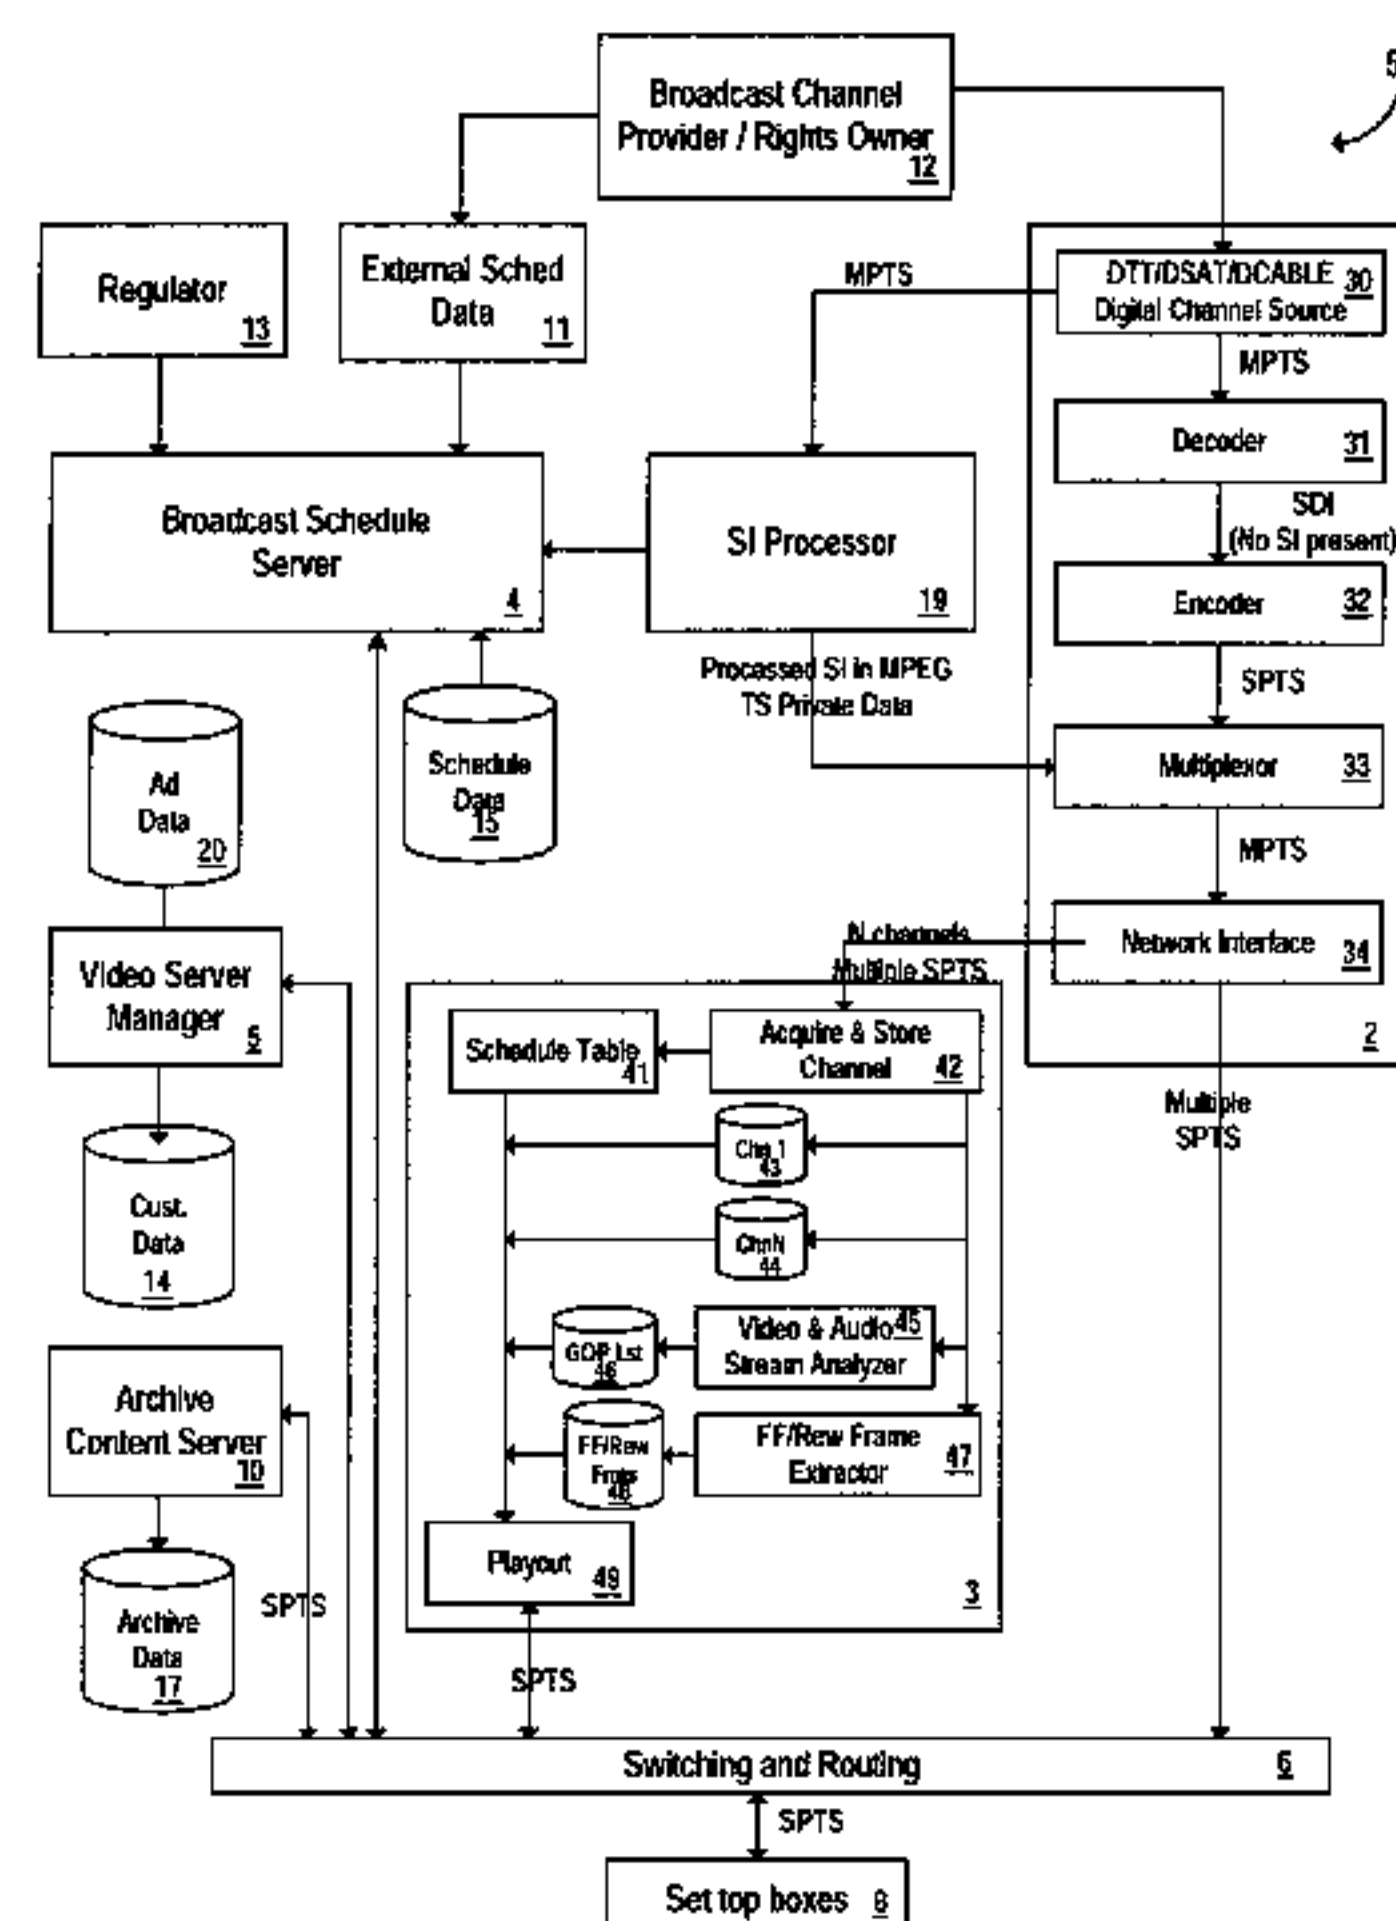 5
Broadcast Channel
Provider / Rights Owner
12
Regulator
13
External Sched
Data
11
MPTS
DTT/DSAT/DCABLE
Digital Channel Source
30
MPTS
Decoder
31
SDI
(No SI present)
Encoder
32
SPTS
Broadcast Schedule
Server
4
SI Processor
19
Processed SI in MPEG
TS Private Data
Multiplexor
33
MPTS
Ad
Data
20
Schedule
Data
15
Network Interface
34
2
N channels
Multiple SPTS
Video Server
Manager
5
Schedule Table
41
Acquire & Store
Channel
42
Multiple
SPTS
Chn 1
43
ChnN
44
Cust.
Data
14
Video & Audio
Stream Analyzer
45
GOP Lst
46
Archive
Content Server
10
FF/Rew Frame
Extractor
47
FF/Rew
Frms
48
Playout
49
3
Archive
Data
17
SPTS
SPTS
Switching and Routing
6
SPTS
Set top boxes
8